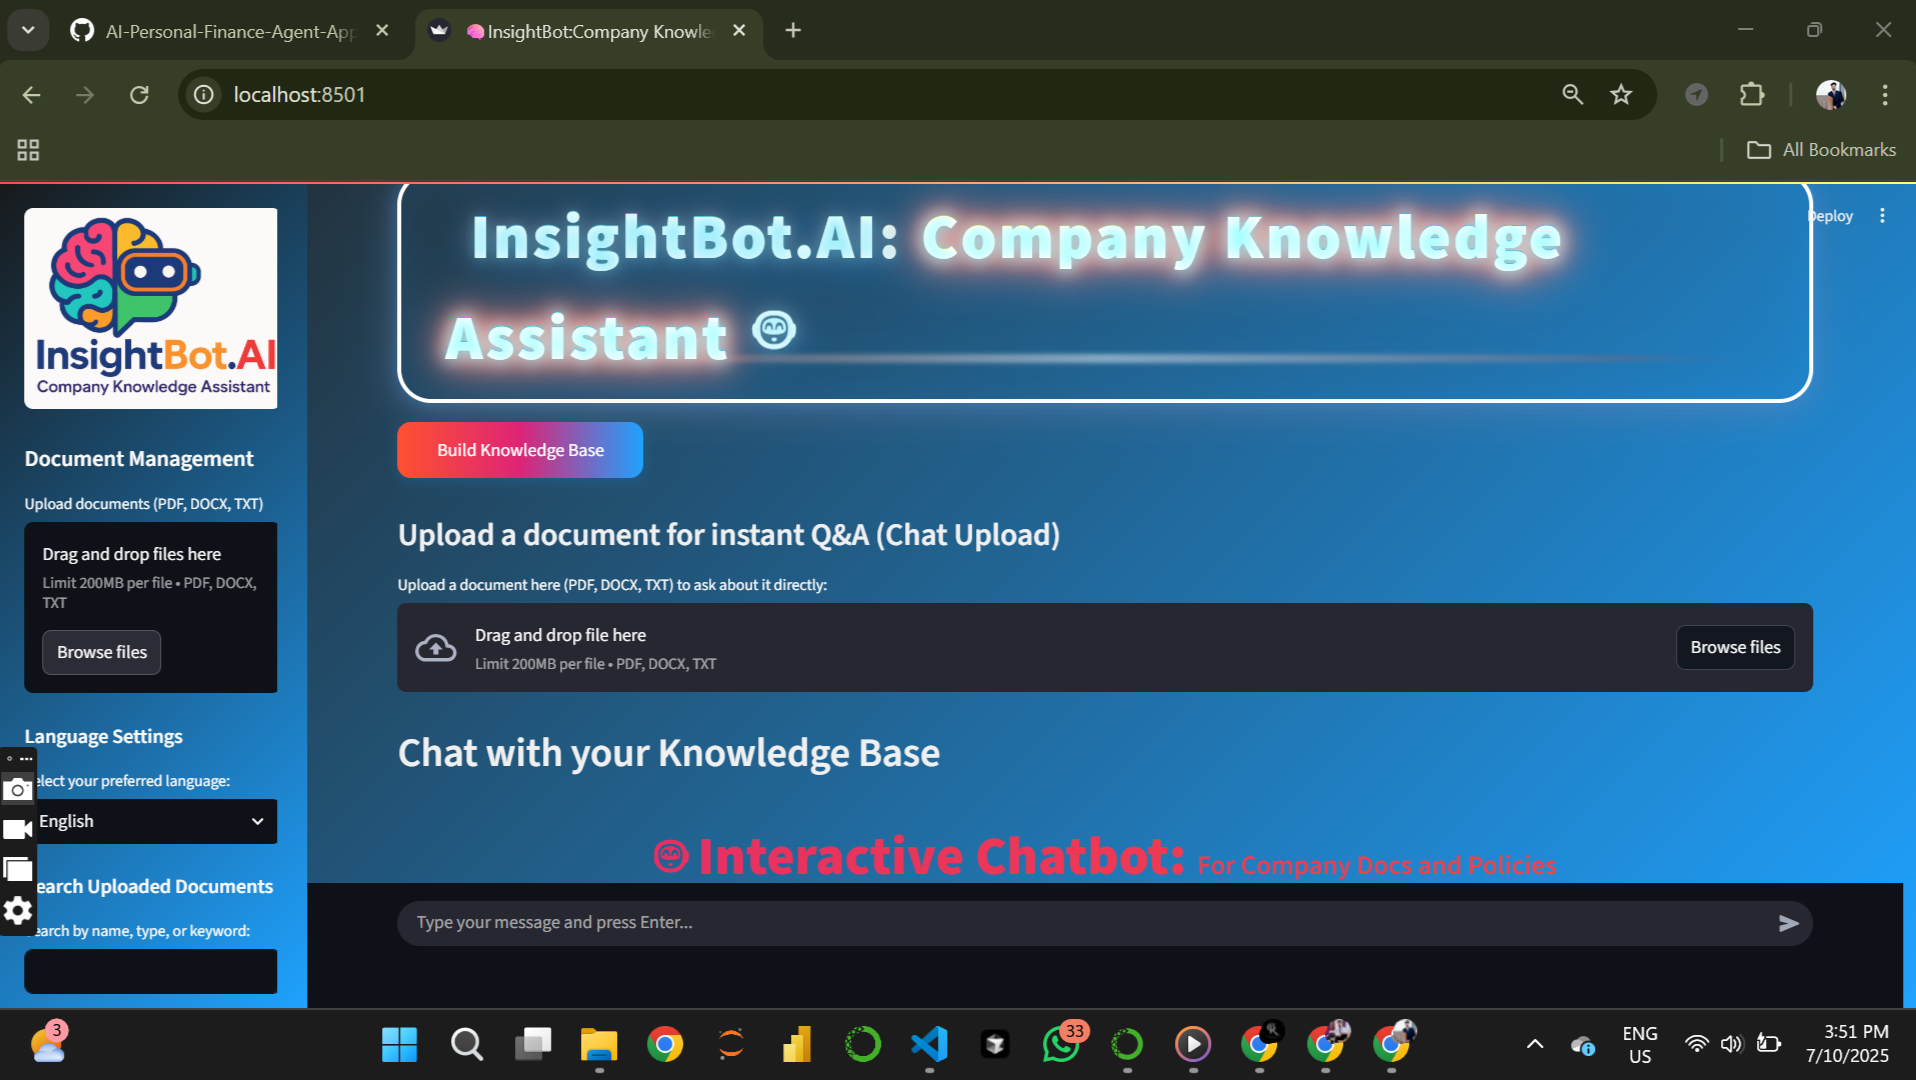 AI-Personal-Finance-Agent-App
InsightBot:Company Knowle
localhost:8501
All Bookmarks
InsightBot.AI
Company Knowledge Assistant
Document Management
Upload documents (PDF, DOCX, TXT)
Drag and drop files here
Limit 200MB per file • PDF, DOCX,
TXT
Browse files
Language Settings
elect your preferred language:
English
earch Uploaded Documents
earch by name, type, or keyword:
Deploy
InsightBot.AI: Company Knowledge
Assistant
Build Knowledge Base
Upload a document for instant Q&A (Chat Upload)
Upload a document here (PDF, DOCX, TXT) to ask about it directly:
Drag and drop file here
Limit 200MB per file • PDF, DOCX, TXT
Browse files
Chat with your Knowledge Base
Interactive Chatbot: For Company Docs and Policies
Type your message and press Enter...
3
33
ENG
US
3:51 PM
7/10/2025